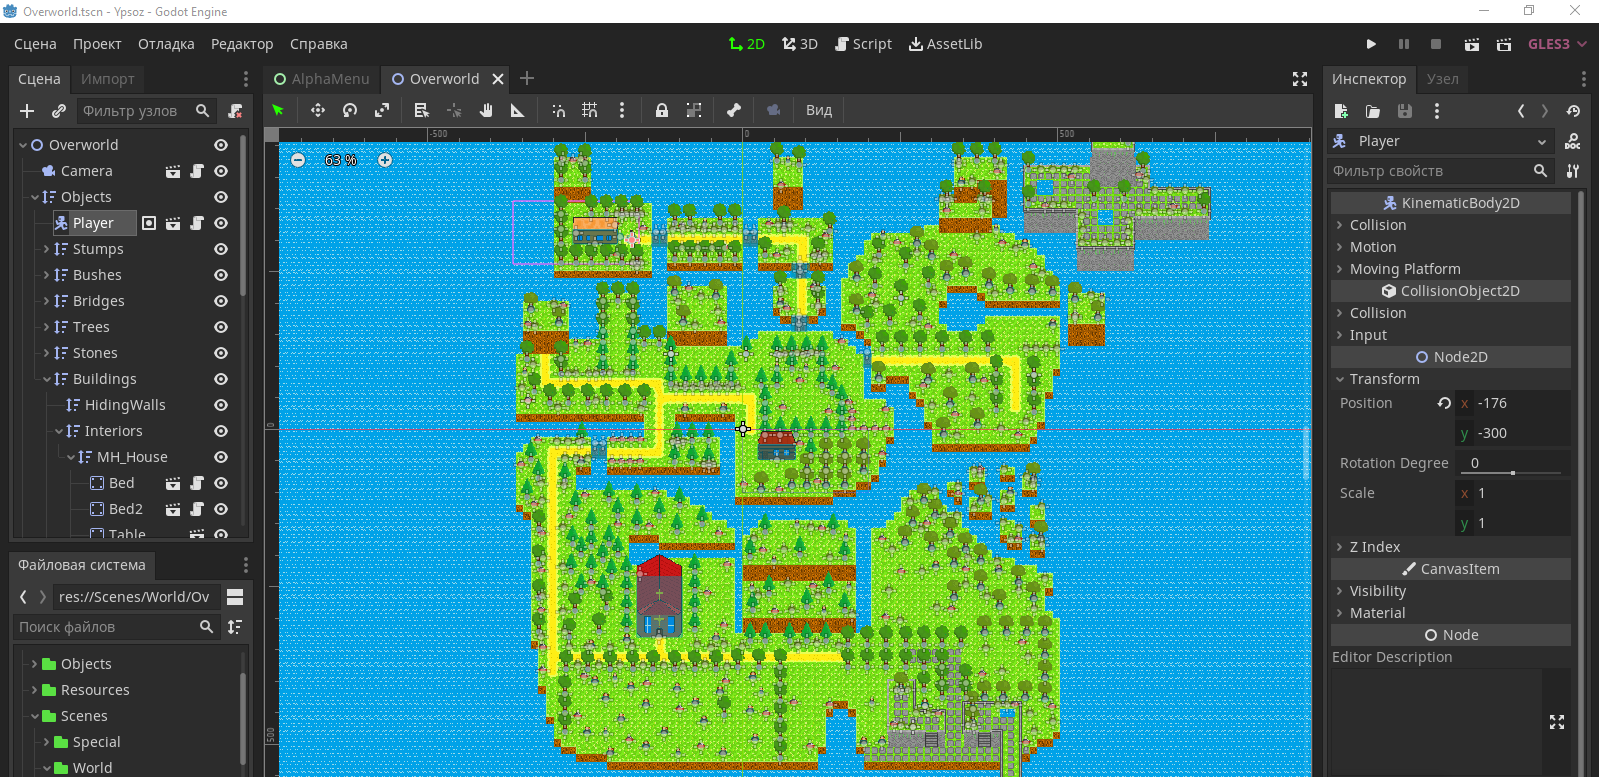 Overworld.tscn - Ypsoz - Godot Engine
Сцена Проект Отладка Редактор Справка
2D 3D Script AssetLib
GLES3
Сцена Импорт
AlphaMenu Overworld
Инспектор Узел
Фильтр узлов
Вид
-500 0 500
63 %
Player
Фильтр свойств
Overworld
Camera
Objects
Player
Stumps
Bushes
Bridges
Trees
Stones
Buildings
HidingWalls
Interiors
MH_House
Bed
Bed2
Table
0
500
KinematicBody2D
Collision
Motion
Moving Platform
CollisionObject2D
Collision
Input
Node2D
Transform
Position x -176
y -300
Rotation Degree 0
Scale x 1
y 1
Z Index
CanvasItem
Visibility
Material
Node
Editor Description
Файловая система
res://Scenes/World/Ov
Поиск файлов
Objects
Resources
Scenes
Special
World